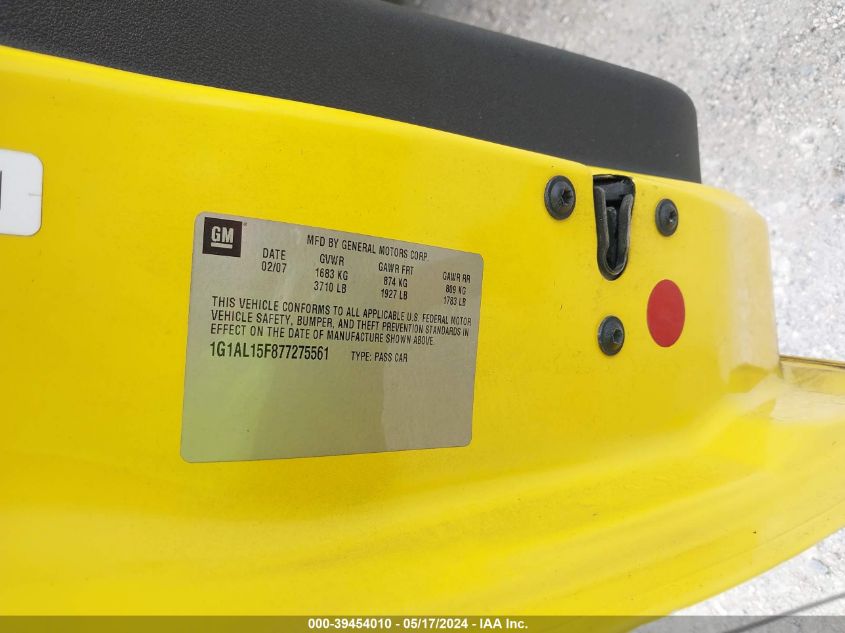 GM
MFD BY GENERAL MOTORS CORP
DATE GVWR GAWR FRT GAWR RR
02/07 1683 KG 874 KG 809 KG
3710 LB 1927 LB 1783 LB
THIS VEHICLE CONFORMS TO ALL APPLICABLE U.S. FEDERAL MOTOR
VEHICLE SAFETY, BUMPER, AND THEFT PREVENTION STANDARDS IN
EFFECT ON THE DATE OF MANUFACTURE SHOWN ABOVE.
1G1AL15F877275561 TYPE: PASS CAR
000-39454010 - 05/17/2024 - IAA Inc.